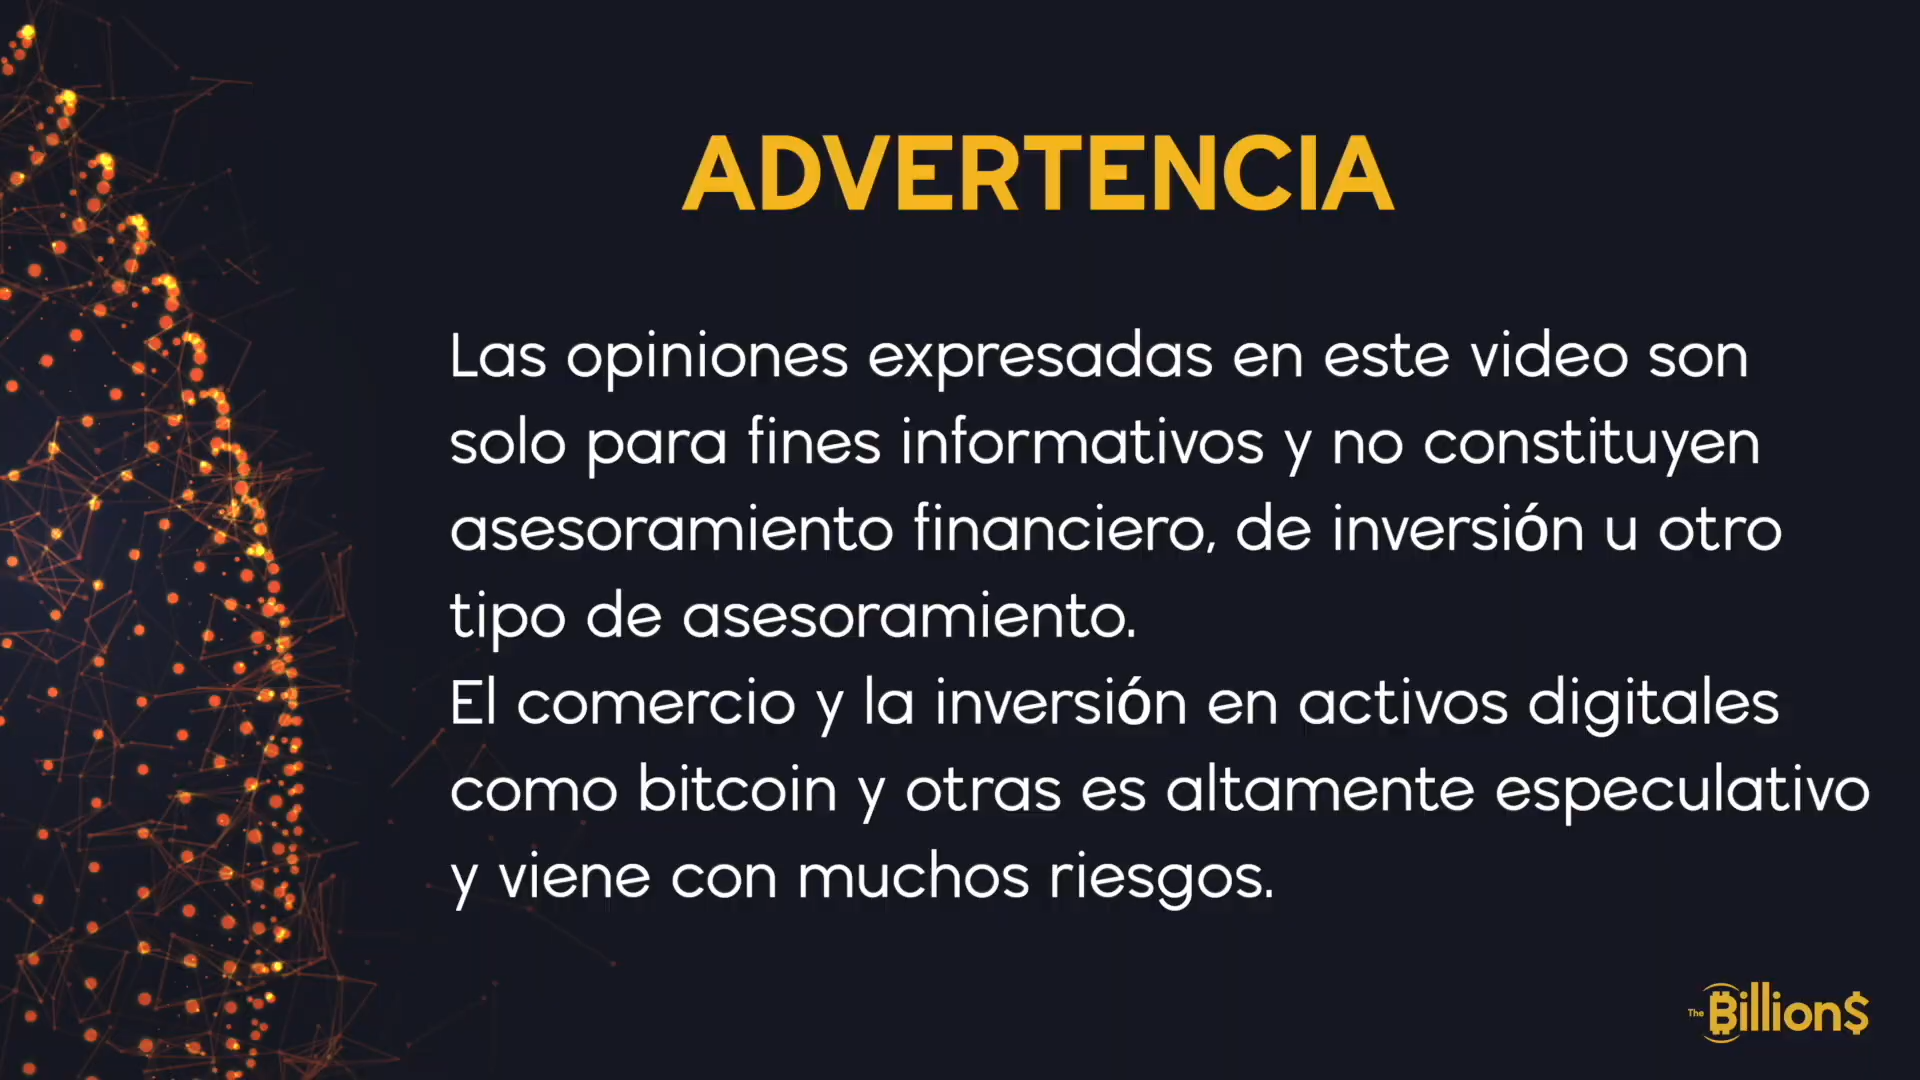 ADVERTENCIA
Las opiniones expresadas en este video son
solo para fines informativos y no constituyen
asesoramiento financiero, de inversión u otro
tipo de asesoramiento.
El comercio y la inversión en activos digitales
como bitcoin y otras es altamente especulativo
y viene con muchos riesgos.
The Billion$